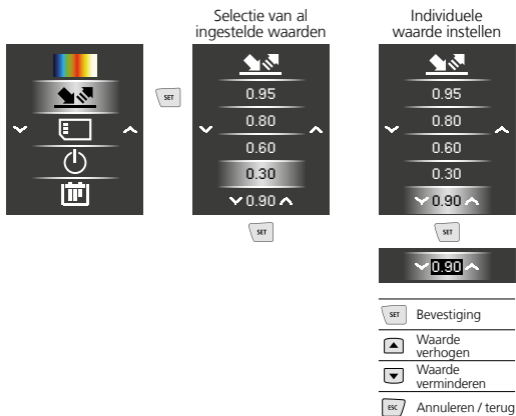 Selectie van al
ingestelde waarden
Individuele
waarde instellen
SET
0.95
0.80
0.60
0.30
0.90
SET
0.95
0.80
0.60
0.30
0.90
SET
0.90
SET Bevestiging
Waarde
verhogen
Waarde
verminderen
ESC Annuleren / terug